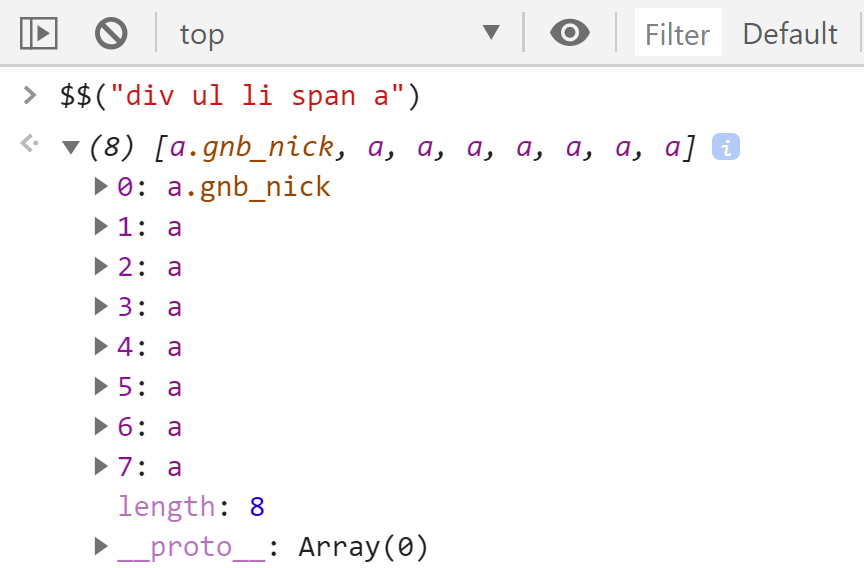 top Filter Default
> $$("div ul li span a")
(8) [a.gnb_nick, a, a, a, a, a, a, a] i
0: a.gnb_nick
1: a
2: a
3: a
4: a
5: a
6: a
7: a
length: 8
__proto__: Array(0)